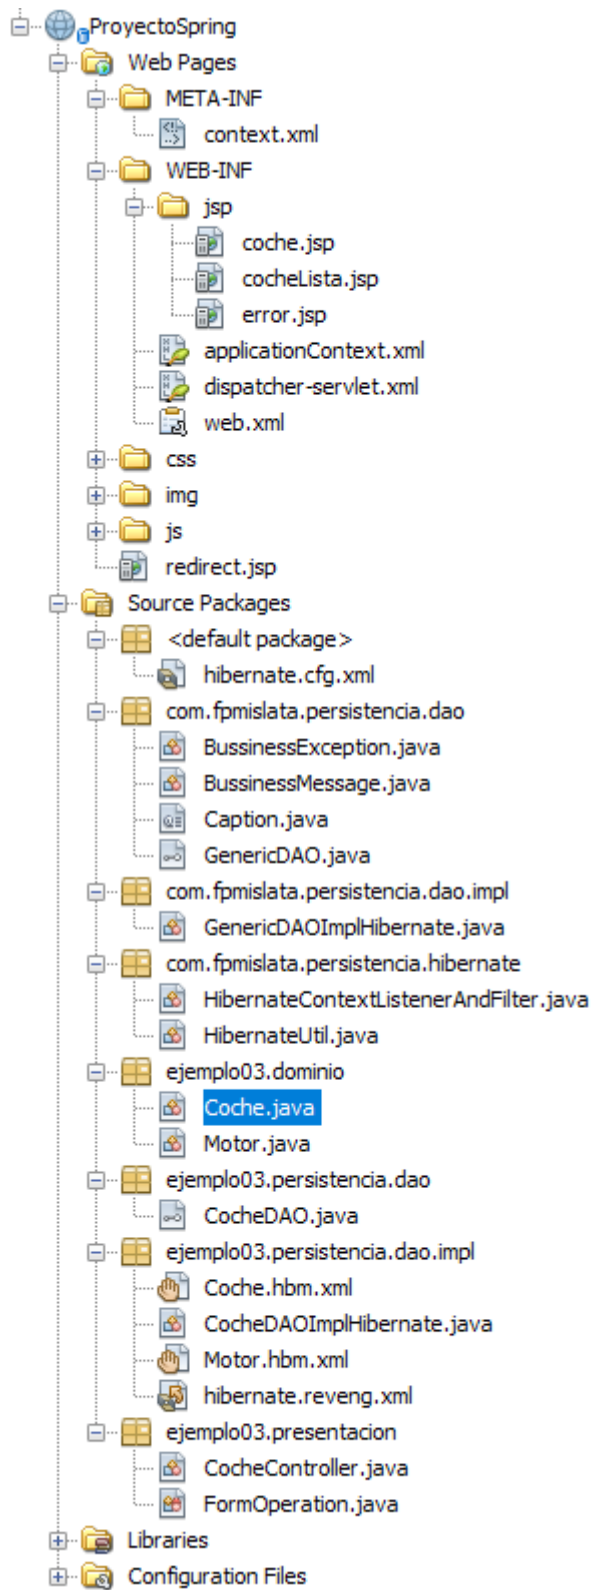 ProyectoSpring
Web Pages
META-INF
context.xml
WEB-INF
jsp
coche.jsp
cocheLista.jsp
error.jsp
applicationContext.xml
dispatcher-servlet.xml
web.xml
css
img
js
redirect.jsp
Source Packages
<default package>
hibernate.cfg.xml
com.fpmislata.persistencia.dao
BussinessException.java
BussinessMessage.java
Caption.java
GenericDAO.java
com.fpmislata.persistencia.dao.impl
GenericDAOImplHibernate.java
com.fpmislata.persistencia.hibernate
HibernateContextListenerAndFilter.java
HibernateUtil.java
ejemplo03.dominio
Coche.java
Motor.java
ejemplo03.persistencia.dao
CocheDAO.java
ejemplo03.persistencia.dao.impl
Coche.hbm.xml
CocheDAOImplHibernate.java
Motor.hbm.xml
hibernate.reveng.xml
ejemplo03.presentacion
CocheController.java
FormOperation.java
Libraries
Configuration Files